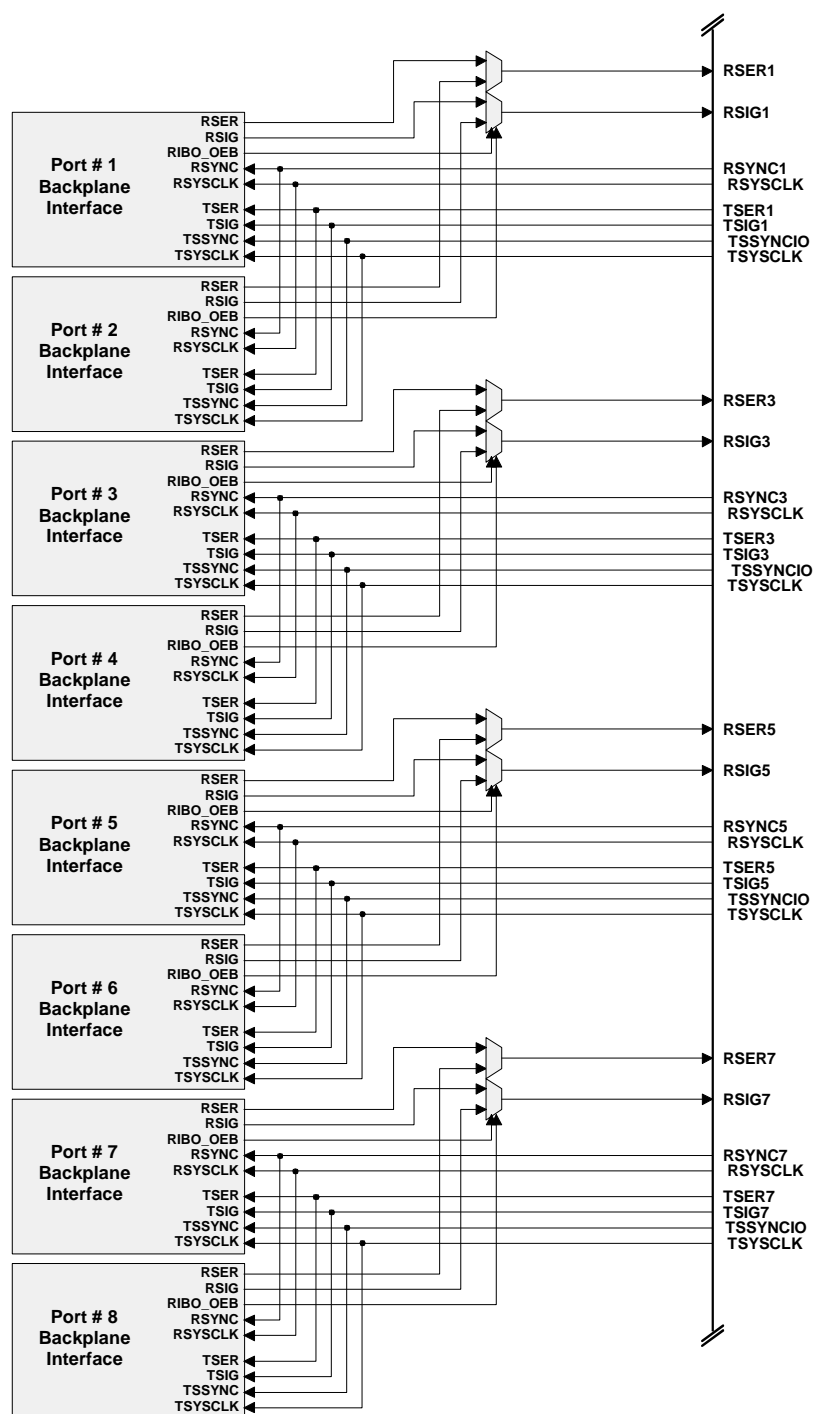 RSER
RSIG
RIBO_OEB
RSYNC
RSYSCLK
TSER
TSIG
TSSYNC
TSYSCLK
Port # 1
Backplane
Interface
RSER1
RSIG1
RSYNC1
RSYSCLK
TSER1
TSIG1
TSSYNCIO
TSYSCLK
RSER
RSIG
RIBO_OEB
RSYNC
RSYSCLK
TSER
TSIG
TSSYNC
TSYSCLK
Port # 2
Backplane
Interface
RSER
RSIG
RIBO_OEB
RSYNC
RSYSCLK
TSER
TSIG
TSSYNC
TSYSCLK
Port # 3
Backplane
Interface
RSER3
RSIG3
RSYNC3
RSYSCLK
TSER3
TSIG3
TSSYNCIO
TSYSCLK
RSER
RSIG
RIBO_OEB
RSYNC
RSYSCLK
TSER
TSIG
TSSYNC
TSYSCLK
Port # 4
Backplane
Interface
RSER
RSIG
RIBO_OEB
RSYNC
RSYSCLK
TSER
TSIG
TSSYNC
TSYSCLK
Port # 5
Backplane
Interface
RSER5
RSIG5
RSYNC5
RSYSCLK
TSER5
TSIG5
TSSYNCIO
TSYSCLK
RSER
RSIG
RIBO_OEB
RSYNC
RSYSCLK
TSER
TSIG
TSSYNC
TSYSCLK
Port # 6
Backplane
Interface
RSER
RSIG
RIBO_OEB
RSYNC
RSYSCLK
TSER
TSIG
TSSYNC
TSYSCLK
Port # 7
Backplane
Interface
RSER7
RSIG7
RSYNC7
RSYSCLK
TSER7
TSIG7
TSSYNCIO
TSYSCLK
RSER
RSIG
RIBO_OEB
RSYNC
RSYSCLK
TSER
TSIG
TSSYNC
TSYSCLK
Port # 8
Backplane
Interface